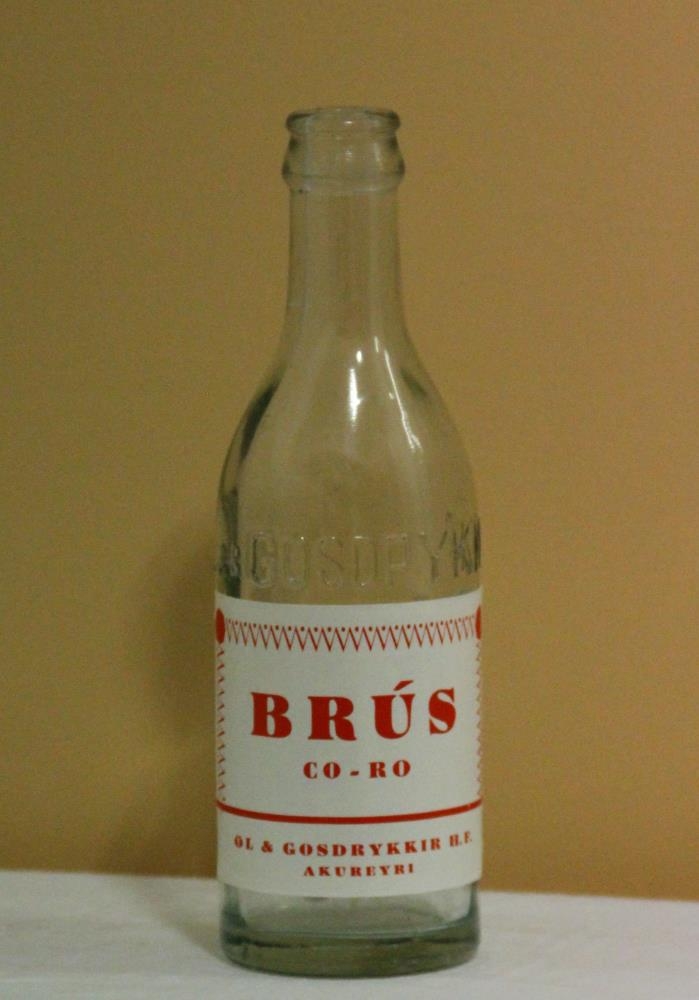 & GOSDRYKK
BRÚS
CO-RO
ÖL & GOSDRYKKIR H.F.
AKUREYRI